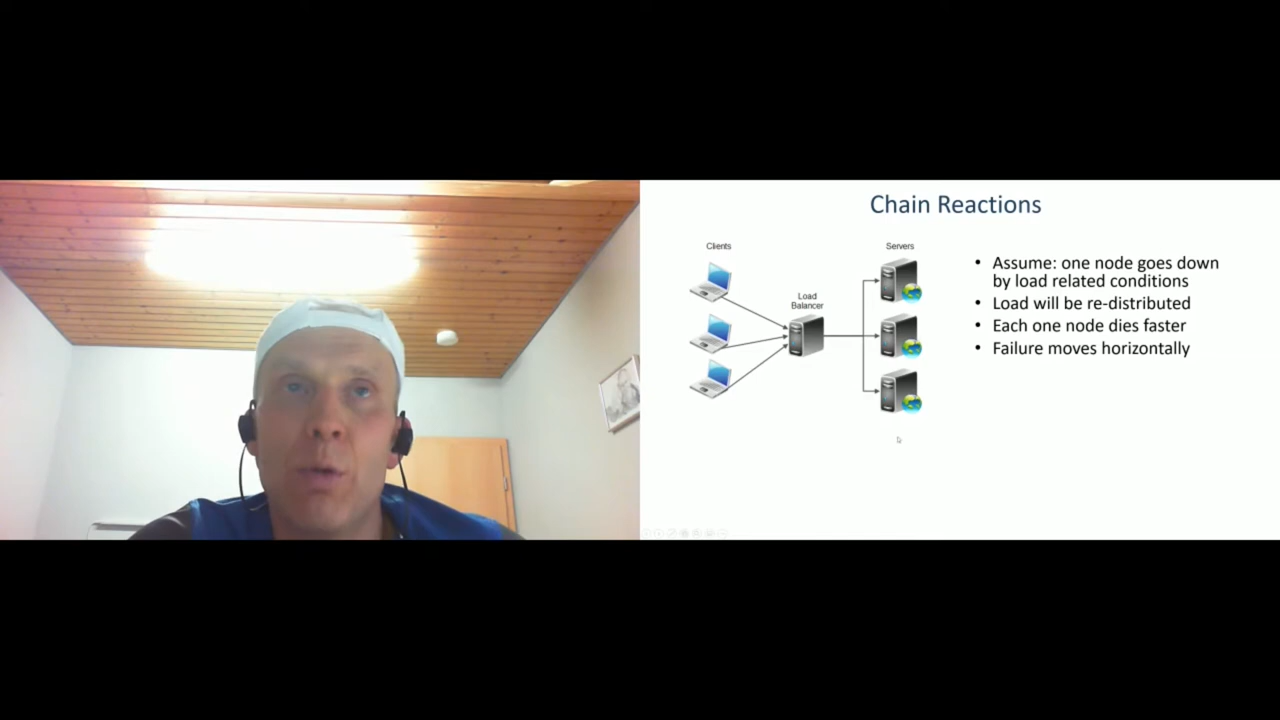 Chain Reactions
Clients
Servers
Load
Balancer
• Assume: one node goes down
by load related conditions
• Load will be re-distributed
• Each one node dies faster
• Failure moves horizontally